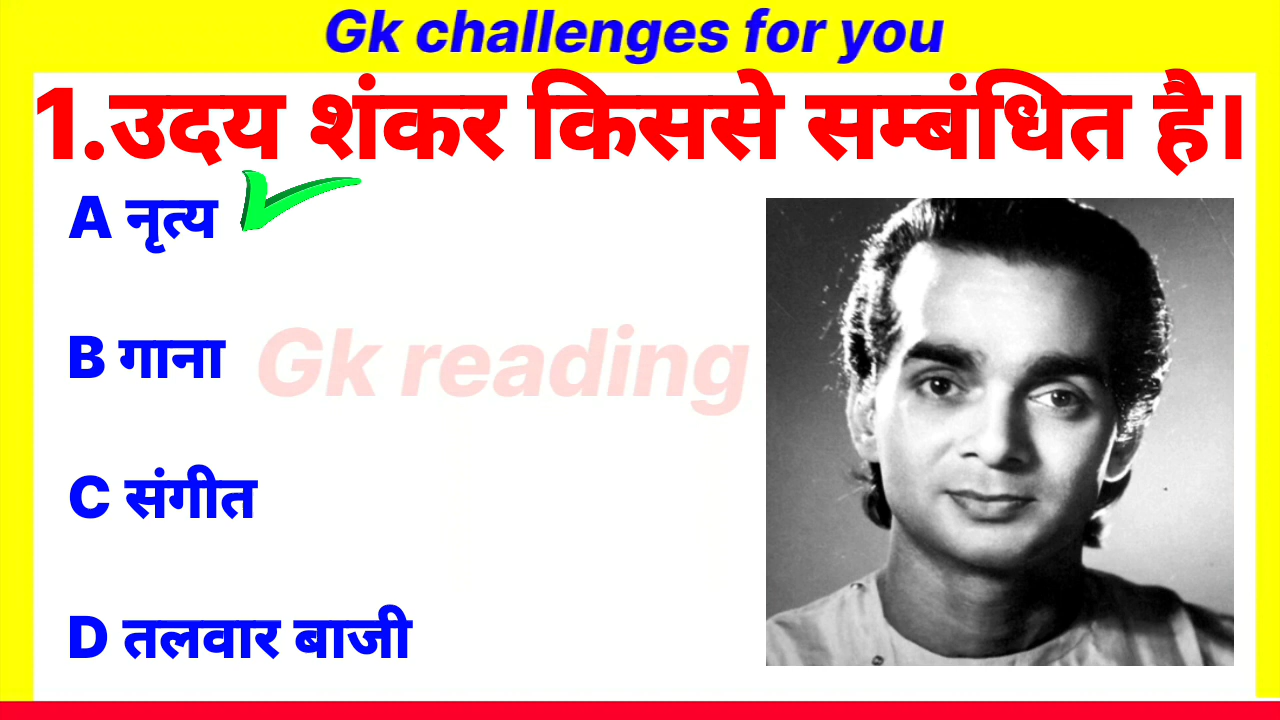 Gk challenges for you
1.उदय शंकर किससे सम्बंधित है।
A नृत्य
B गाना
Gk reading
C संगीत
D तलवार बाजी